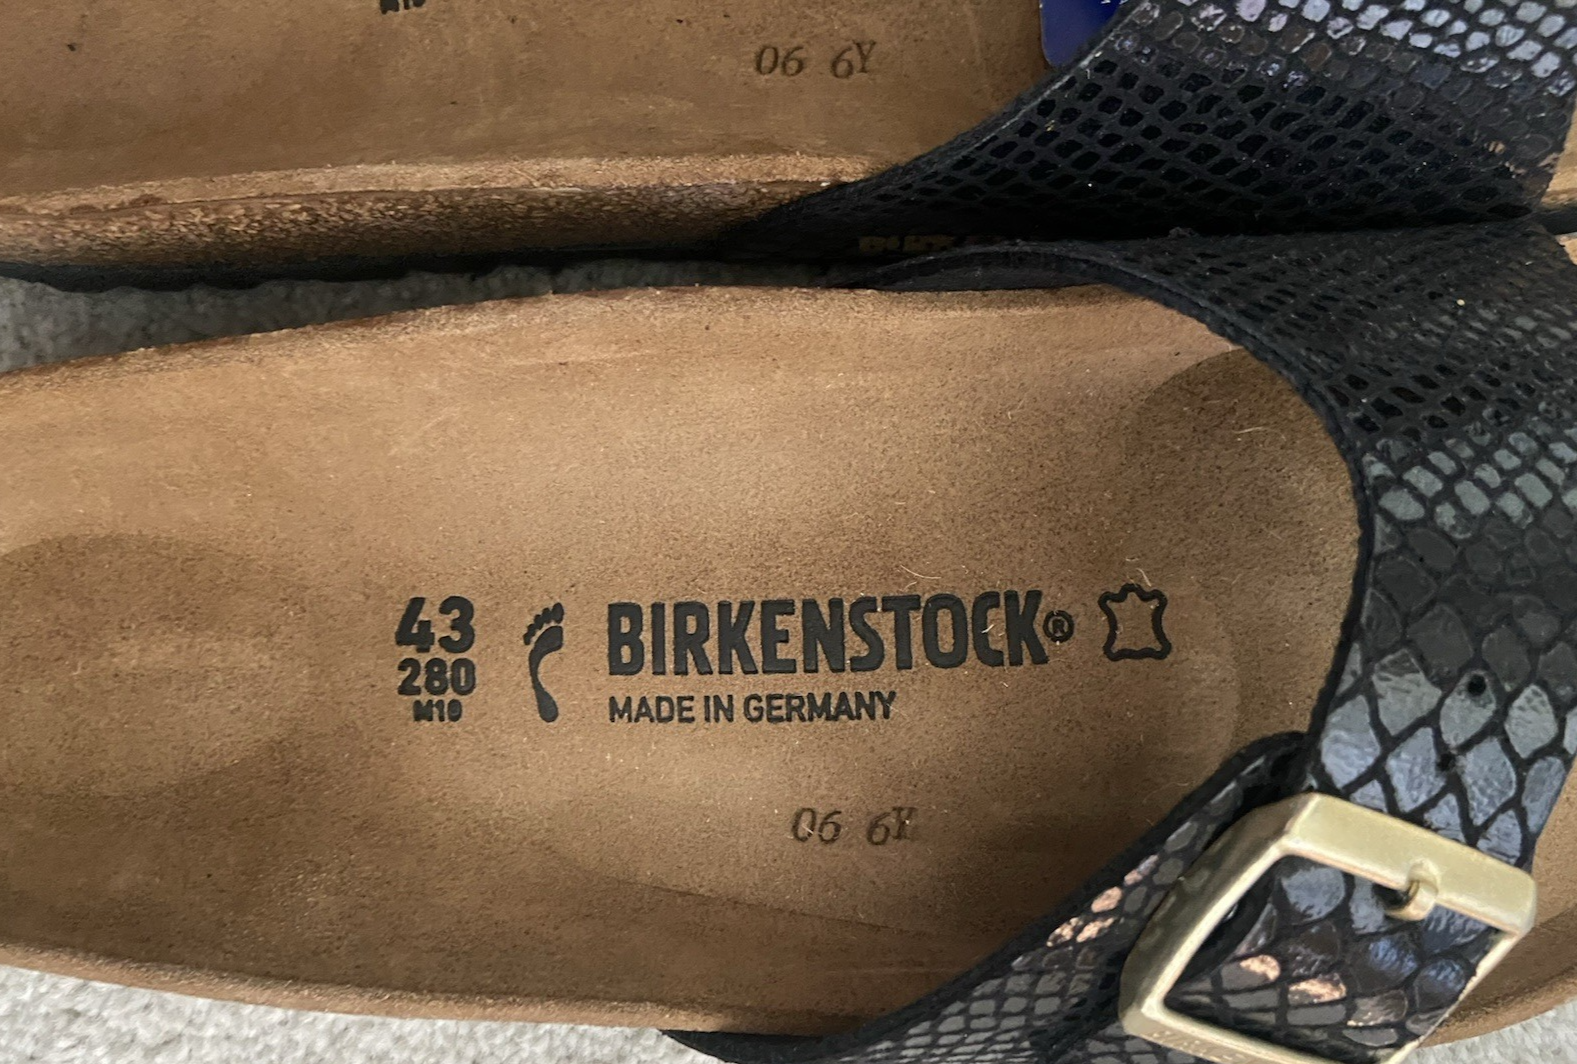 06 6Y
43
280
M10
BIRKENSTOCK®
MADE IN GERMANY
06 6Y